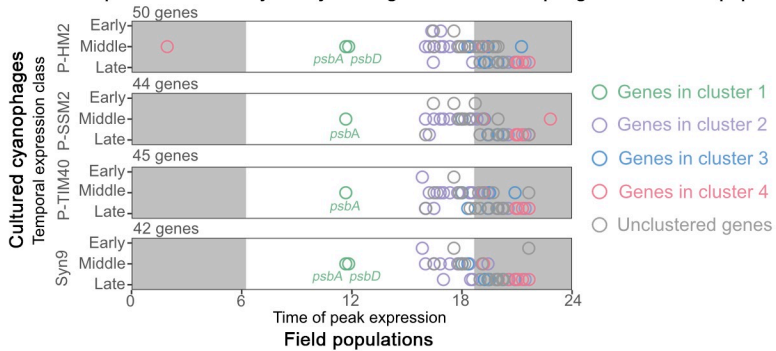 50 genes
Early
Middle
Late
P-HM2
psbA psbD
44 genes
Early
Middle
Late
P-SSM2
psbA
45 genes
Early
Middle
Late
P-TIM40
psbA
42 genes
Early
Middle
Late
Syn9
psbA psbD
Cultured cyanophages
Temporal expression class
0 6 12 18 24
Time of peak expression
Field populations
Genes in cluster 1
Genes in cluster 2
Genes in cluster 3
Genes in cluster 4
Unclustered genes